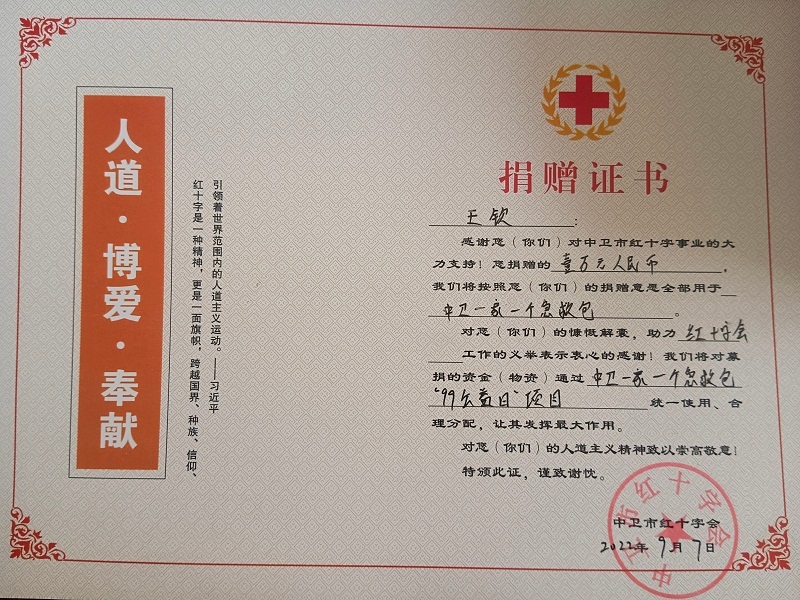 人道·博爱·奉献
红十字是一种精神，更是一面旗帜，跨越国界、种族、信仰、
引领着世界范围内的人道主义运动。——习近平
捐赠证书
王钦：
感谢您（你们）对中卫市红十字事业的大
力支持！您捐赠的壹万元人民币，
我们将按照您（你们）的捐赠意愿全部用于
中卫一家一个急救包。
对您（你们）的慷慨解囊，助力红十字会
工作的义举表示衷心的感谢！我们将对募
捐的资金（物资）通过中卫一家一个急救包
“99公益日”项目统一使用、合
理分配，让其发挥最大作用。
对您（你们）的人道主义精神致以崇高敬意！
特颁此证，谨致谢忱。
中卫市红十字会
2022年9月7日
中卫市红十字会